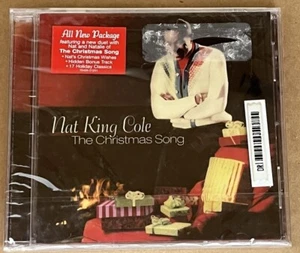 All New Package
featuring a new duet with
Nat and Natalie of
The Christmas Song
• Nat's Christmas Wishes
• Hidden Bonus Track
• 17 Holiday Classics
Nat King Cole
The Christmas Song